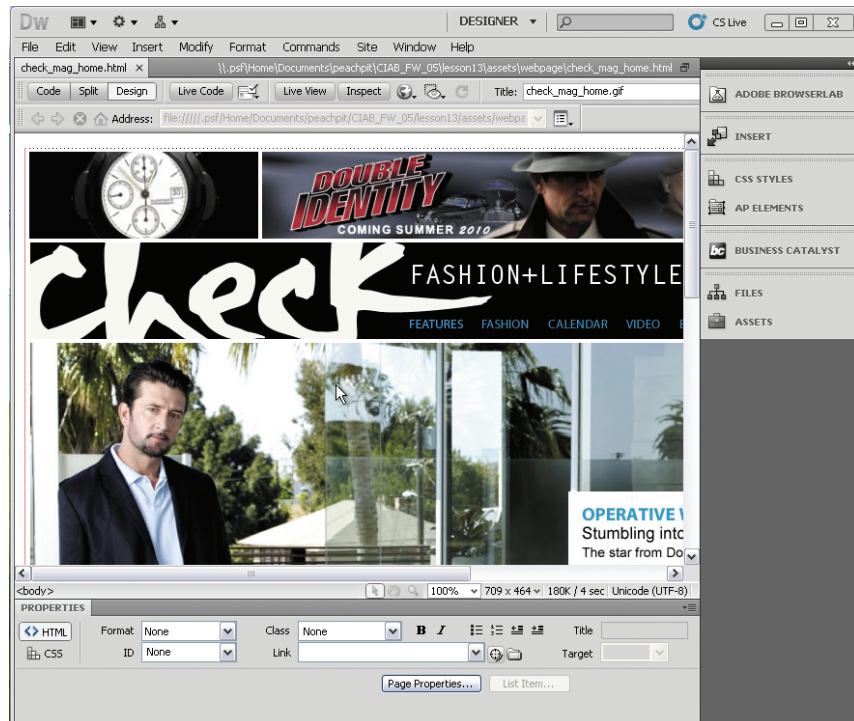 Dw DESIGNER CS Live
File Edit View Insert Modify Format Commands Site Window Help
check_mag_home.html × \\.psf\Home\Documents\peachpit\CIAB_FW_05\lesson13\assets\webpage\check_mag_home.html
Code Split Design Live Code Live View Inspect Title: check_mag_home.gif
Address: file://///.psf/Home/Documents/peachpit/CIAB_FW_05/lesson13/assets/webpa
ADOBE BROWSERLAB
INSERT
CSS STYLES
AP ELEMENTS
bc BUSINESS CATALYST
FILES
ASSETS
DOUBLE
IDENTITY
COMING SUMMER 2010
check
FASHION+LIFESTYLE
FEATURES FASHION CALENDAR VIDEO
OPERATIVE
Stumbling into
The star from Do
<body> 100% 709 x 464 180K / 4 sec Unicode (UTF-8)
PROPERTIES
<> HTML Format None Class None B I Title
CSS ID None Link Target
Page Properties... List Item...